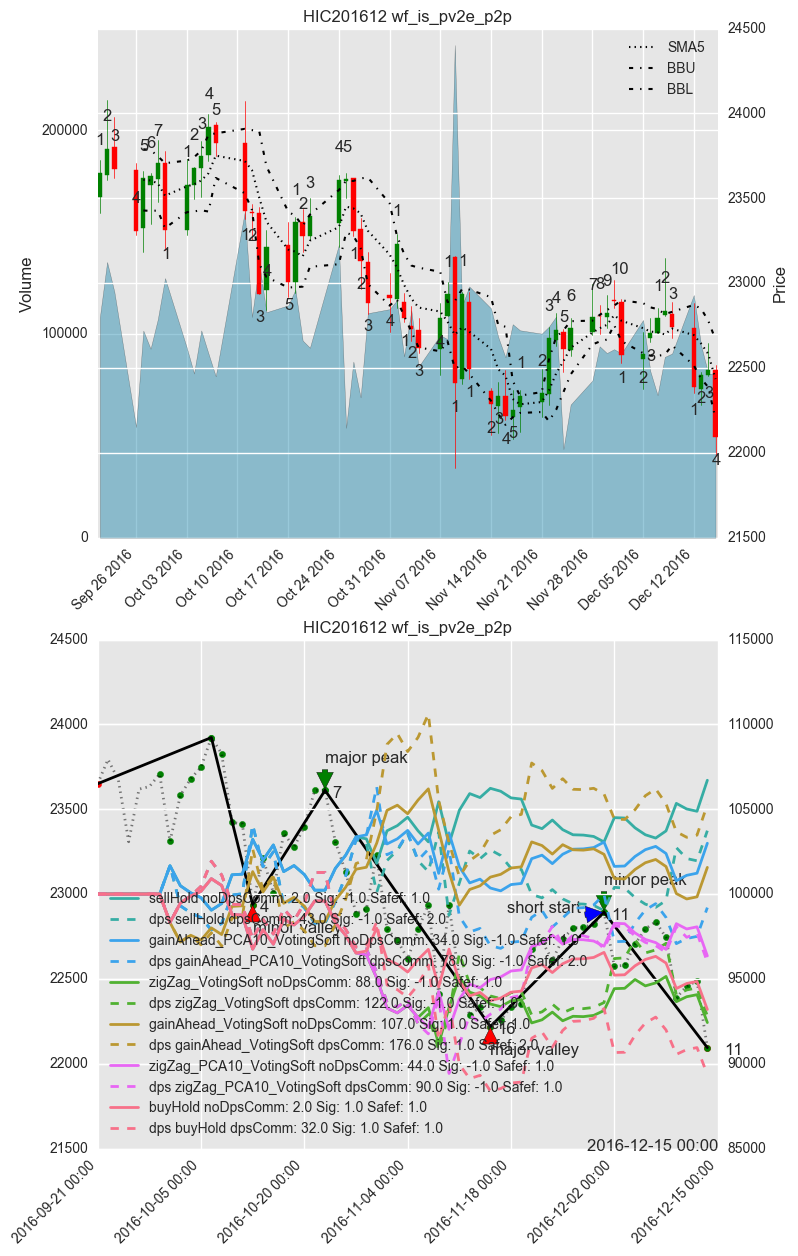 HIC201612 wf_is_pv2e_p2p
SMA5
BBU
BBL
Volume
200000
100000
0
Price
24500
24000
23500
23000
22500
22000
21500
Sep 26 2016
Oct 03 2016
Oct 10 2016
Oct 17 2016
Oct 24 2016
Oct 31 2016
Nov 07 2016
Nov 14 2016
Nov 21 2016
Nov 28 2016
Dec 05 2016
Dec 12 2016
HIC201612 wf_is_pv2e_p2p
24500
24000
23500
23000
22500
22000
21500
115000
110000
105000
100000
95000
90000
85000
major peak
7
minor peak
short start
11
4
minor valley
16
major valley
11
sellHold noDpsComm: 2.0 Sig: -1.0 Safef: 1.0
dps sellHold dpsComm: 43.0 Sig: -1.0 Safef: 2.0
gainAhead_PCA10_VotingSoft noDpsComm: 34.0 Sig: -1.0 Safef: 1.0
dps gainAhead_PCA10_VotingSoft dpsComm: 78.0 Sig: -1.0 Safef: 2.0
zigZag_VotingSoft noDpsComm: 88.0 Sig: -1.0 Safef: 1.0
dps zigZag_VotingSoft dpsComm: 122.0 Sig: -1.0 Safef: 1.0
gainAhead_VotingSoft noDpsComm: 107.0 Sig: 1.0 Safef: 1.0
dps gainAhead_VotingSoft dpsComm: 176.0 Sig: 1.0 Safef: 2.0
zigZag_PCA10_VotingSoft noDpsComm: 44.0 Sig: -1.0 Safef: 1.0
dps zigZag_PCA10_VotingSoft dpsComm: 90.0 Sig: -1.0 Safef: 1.0
buyHold noDpsComm: 2.0 Sig: 1.0 Safef: 1.0
dps buyHold dpsComm: 32.0 Sig: 1.0 Safef: 1.0
2016-12-15 00:00
2016-09-21 00:00
2016-10-05 00:00
2016-10-20 00:00
2016-11-04 00:00
2016-11-18 00:00
2016-12-02 00:00
2016-12-15 00:00